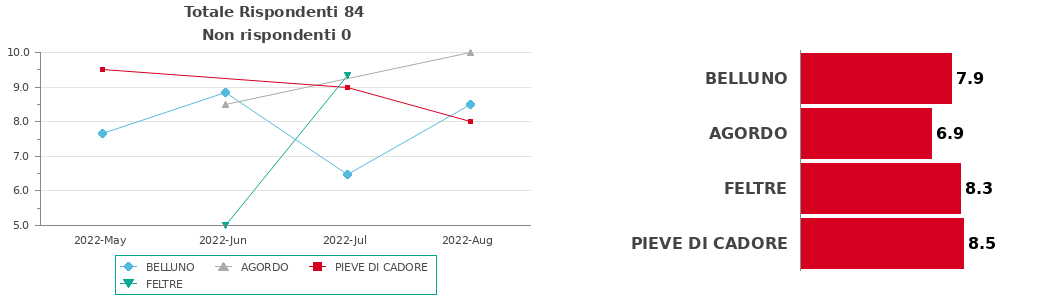 Totale Rispondenti 84
Non rispondenti 0
10.0
9.0
8.0
7.0
6.0
5.0
2022-May 2022-Jun 2022-Jul 2022-Aug
BELLUNO AGORDO PIEVE DI CADORE
FELTRE
BELLUNO 7.9
AGORDO 6.9
FELTRE 8.3
PIEVE DI CADORE 8.5